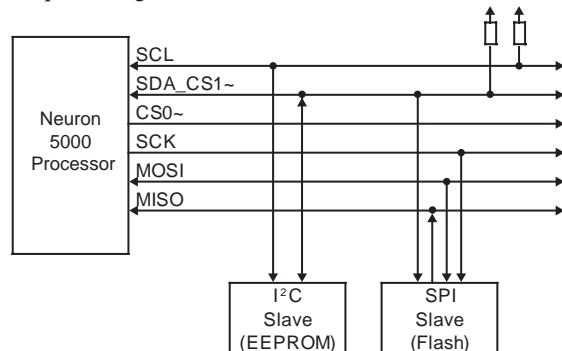 SCL
SDA_CS1~
CS0~
SCK
MOSI
MISO
Neuron
5000
Processor
I²C
Slave
(EEPROM)
SPI
Slave
(Flash)